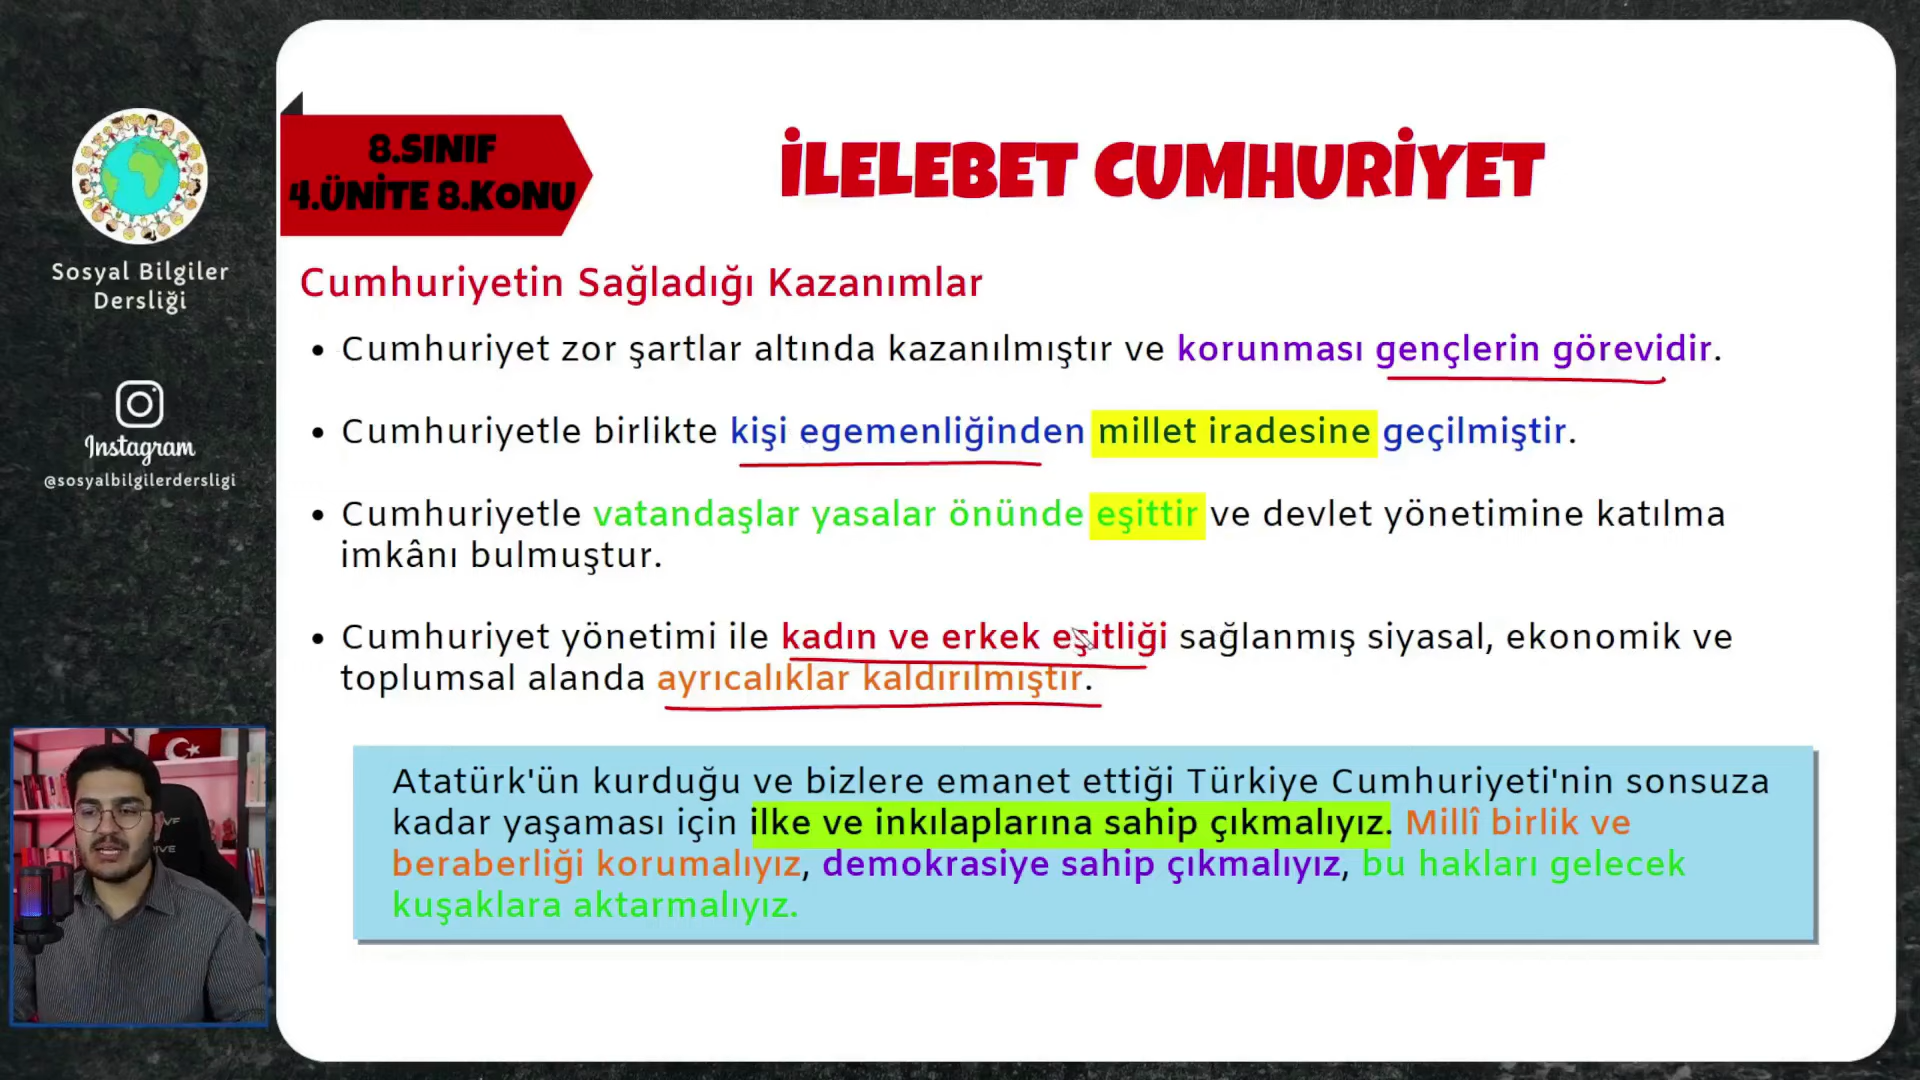 Sosyal Bilgiler
Dersliği
Instagram
@sosyalbilgilerdersligi
8.SINIF
4.ÜNİTE 8.KONU
İLELEBET CUMHURİYET
Cumhuriyetin Sağladığı Kazanımlar
• Cumhuriyet zor şartlar altında kazanılmıştır ve korunması gençlerin görevidir.
• Cumhuriyetle birlikte kişi egemenliğinden millet iradesine geçilmiştir.
• Cumhuriyetle vatandaşlar yasalar önünde eşittir ve devlet yönetimine katılma
imkânı bulmuştur.
• Cumhuriyet yönetimi ile kadın ve erkek eşitliği sağlanmış siyasal, ekonomik ve
toplumsal alanda ayrıcalıklar kaldırılmıştır.
Atatürk'ün kurduğu ve bizlere emanet ettiği Türkiye Cumhuriyeti'nin sonsuza
kadar yaşaması için ilke ve inkılaplarına sahip çıkmalıyız. Millî birlik ve
beraberliği korumalıyız, demokrasiye sahip çıkmalıyız, bu hakları gelecek
kuşaklara aktarmalıyız.